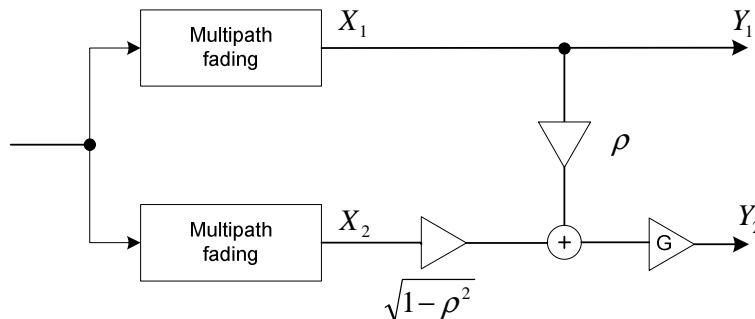 Multipath
fading
X₁
Y₁
ρ
Multipath
fading
X₂
√(1−ρ²)
+
G
Y₂